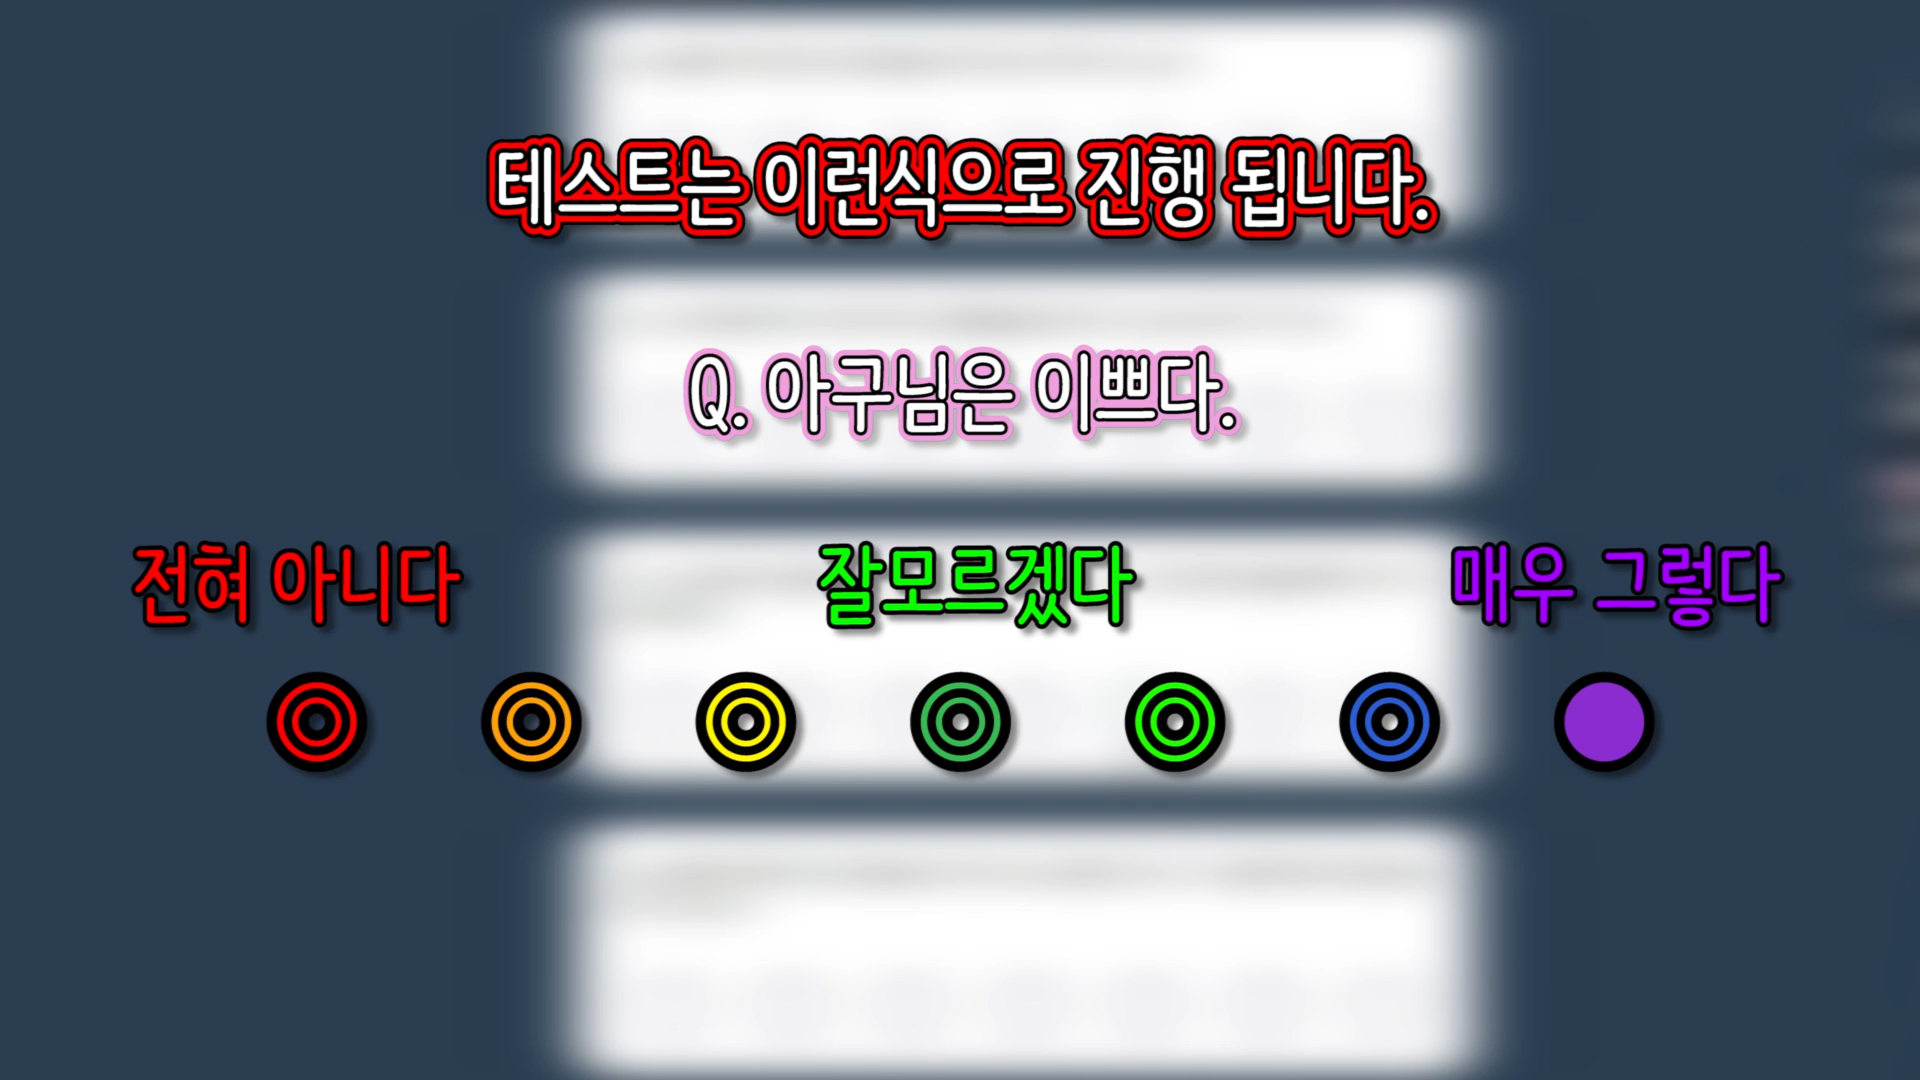 테스트는 이런식으로 진행 됩니다.
Q. 아구님은 이쁘다.
전혀 아니다 잘모르겠다 매우 그렇다